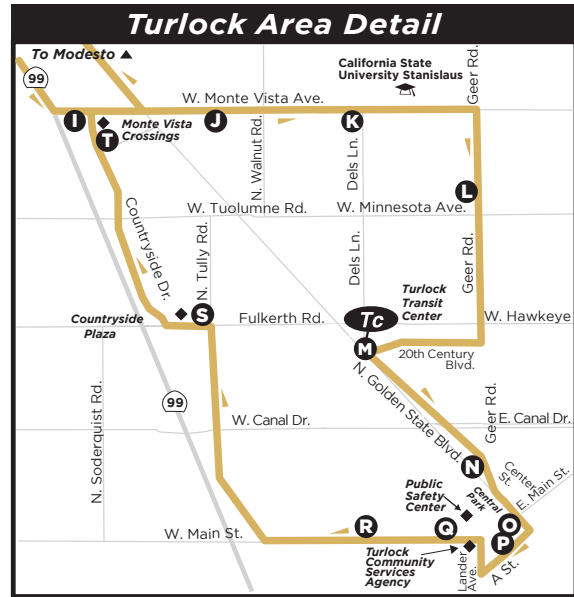 Turlock Area Detail
To Modesto
99
California State
University Stanislaus
Geer Rd.
W. Monte Vista Ave.
I
T
Monte Vista
Crossings
J
K
N. Walnut Rd.
Dels Ln.
L
W. Tuolumne Rd.
W. Minnesota Ave.
Countryside Dr.
N. Tully Rd.
Dels Ln.
Geer Rd.
Turlock
Transit
Center
Countryside
Plaza
S
Fulkerth Rd.
Tc
W. Hawkeye
M
20th Century
Blvd.
N. Soderquist Rd.
99
N. Golden State Blvd.
Geer Rd.
W. Canal Dr.
E. Canal Dr.
N
Center
St.
Public
Safety
Center
Central
Park
E. Main St.
W. Main St.
R
Q
O
P
Turlock
Community
Services
Agency
Lander
Ave.
A St.